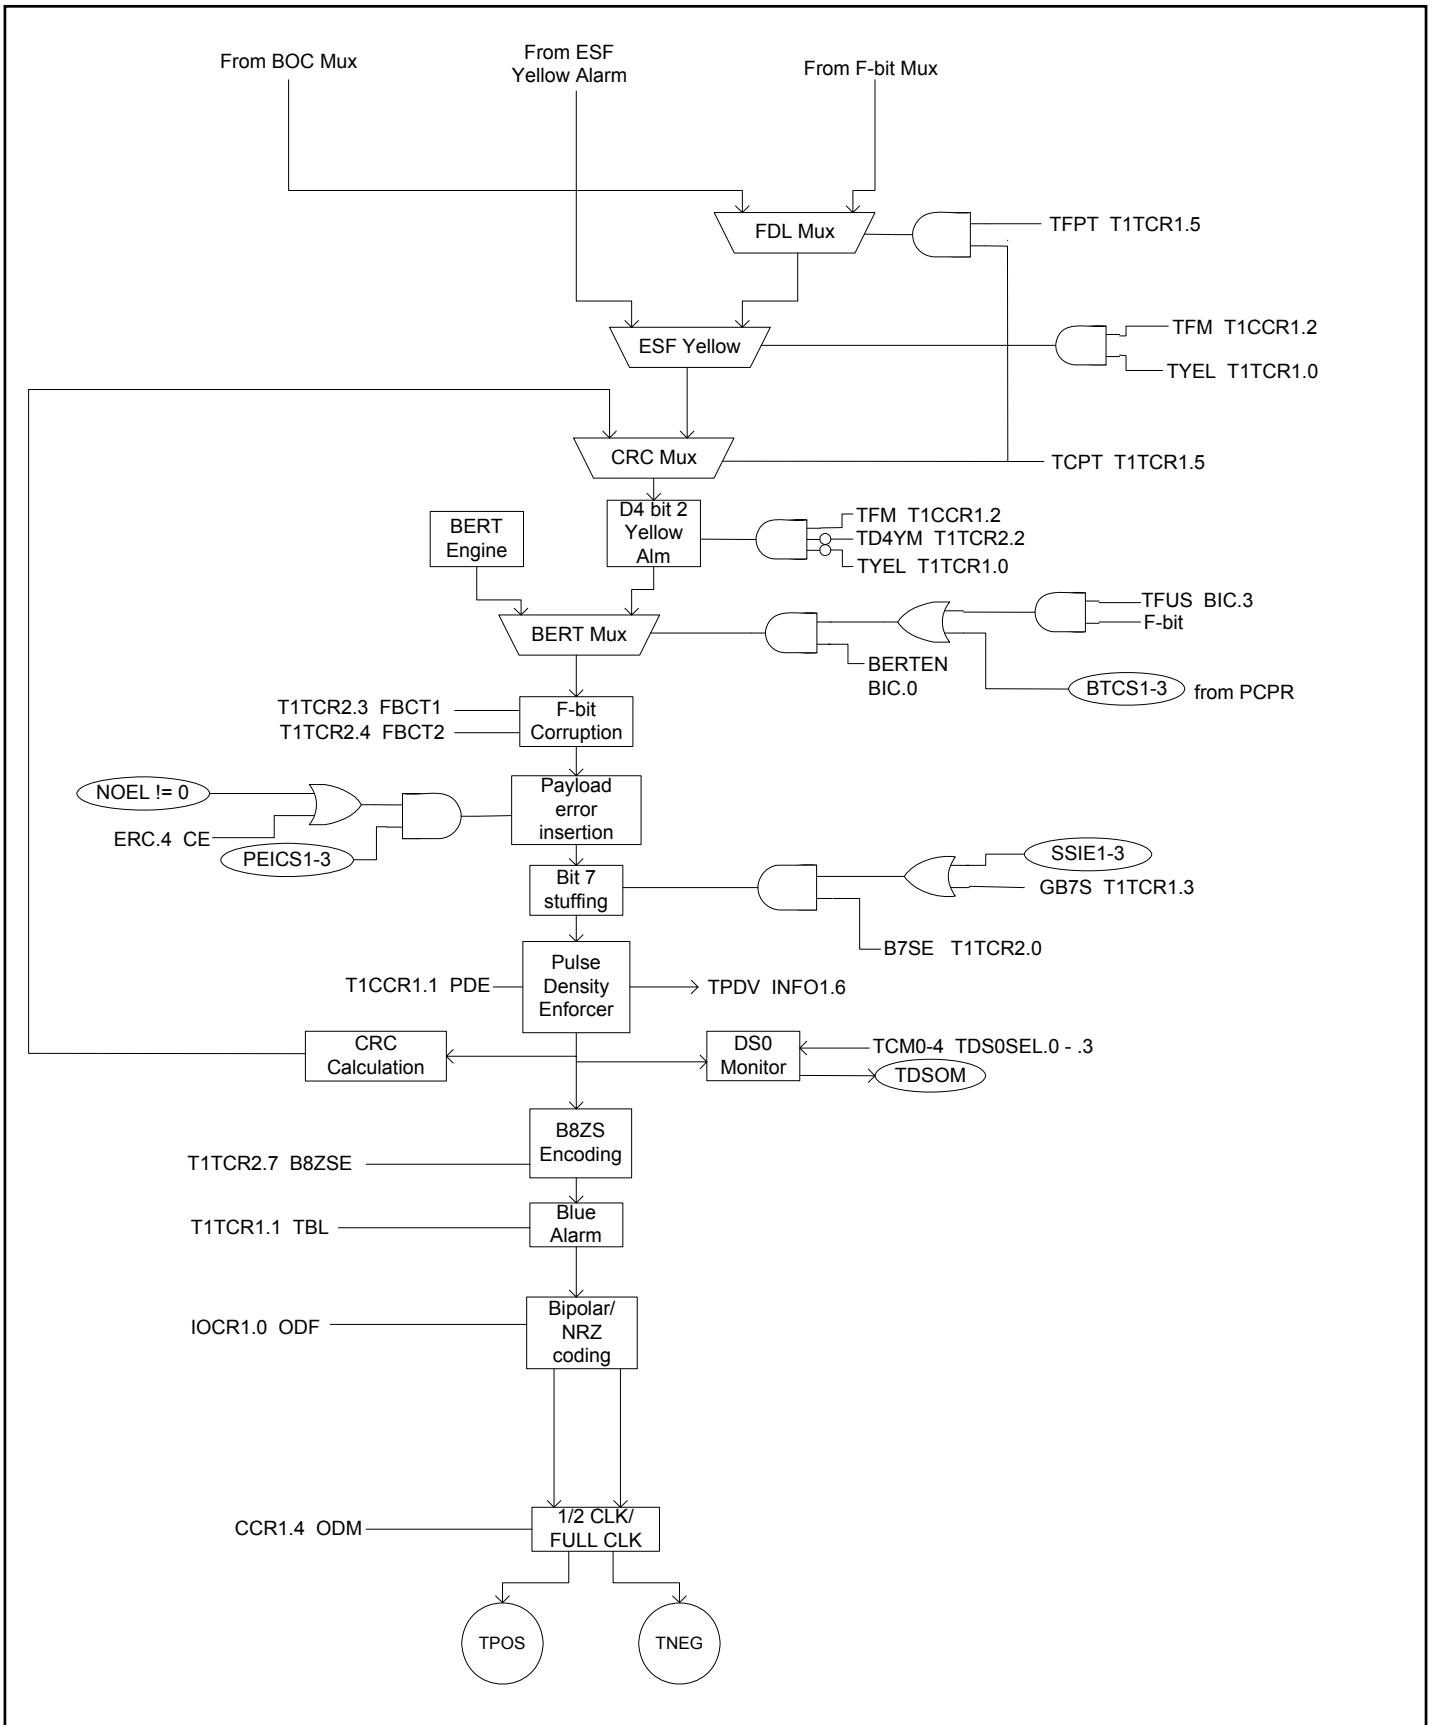 From BOC Mux
From ESF
Yellow Alarm
From F-bit Mux
FDL Mux
TFPT T1TCR1.5
ESF Yellow
TFM T1CCR1.2
TYEL T1TCR1.0
CRC Mux
TCPT T1TCR1.5
BERT
Engine
D4 bit 2
Yellow
Alm
TFM T1CCR1.2
TD4YM T1TCR2.2
TYEL T1TCR1.0
BERT Mux
TFUS BIC.3
F-bit
BERTEN
BIC.0
BTCS1-3 from PCPR
T1TCR2.3 FBCT1
T1TCR2.4 FBCT2
F-bit
Corruption
NOEL != 0
ERC.4 CE
PEICS1-3
Payload
error
insertion
Bit 7
stuffing
SSIE1-3
GB7S T1TCR1.3
B7SE T1TCR2.0
T1CCR1.1 PDE
Pulse
Density
Enforcer
TPDV INFO1.6
CRC
Calculation
DS0
Monitor
TCM0-4 TDS0SEL.0 - .3
TDSOM
B8ZS
Encoding
T1TCR2.7 B8ZSE
Blue
Alarm
T1TCR1.1 TBL
Bipolar/
NRZ
coding
IOCR1.0 ODF
1/2 CLK/
FULL CLK
CCR1.4 ODM
TPOS
TNEG